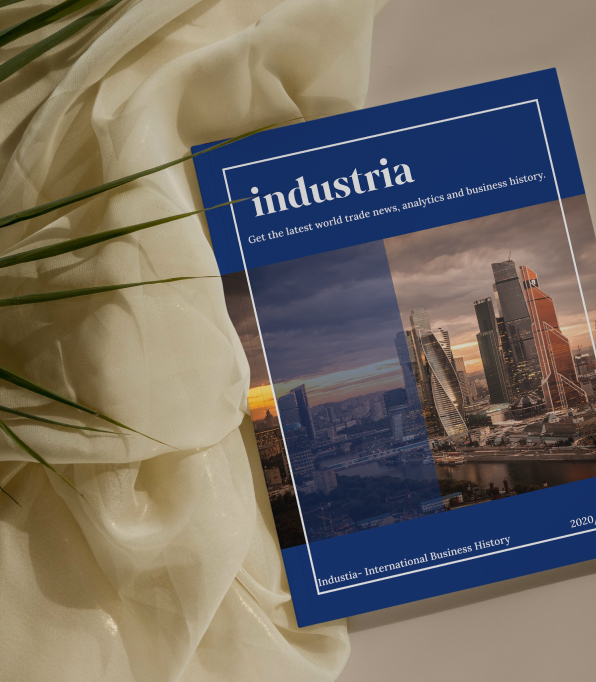 industria
Get the latest world trade news, analytics and business history.
Industia- International Business History
2020/